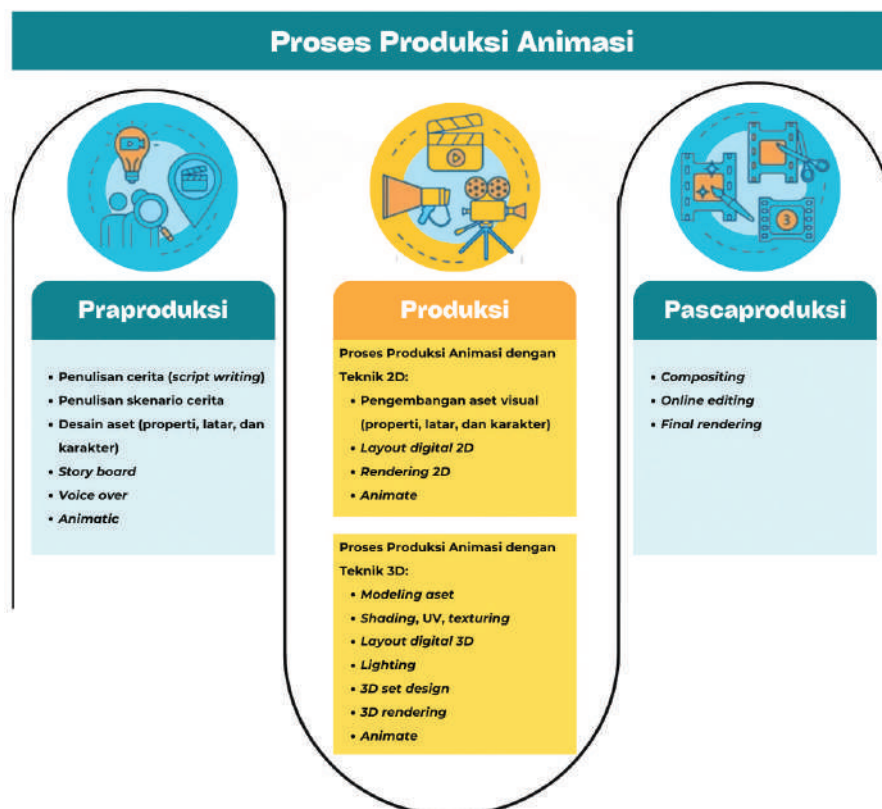 Proses Produksi Animasi
Praproduksi
• Penulisan cerita (script writing)
• Penulisan skenario cerita
• Desain aset (properti, latar, dan
karakter)
• Story board
• Voice over
• Animatic
Produksi
Proses Produksi Animasi dengan
Teknik 2D:
• Pengembangan aset visual
(properti, latar, dan karakter)
• Layout digital 2D
• Rendering 2D
• Animate
Proses Produksi Animasi dengan
Teknik 3D:
• Modeling aset
• Shading, UV, texturing
• Layout digital 3D
• Lighting
• 3D set design
• 3D rendering
• Animate
3
Pascaproduksi
• Compositing
• Online editing
• Final rendering